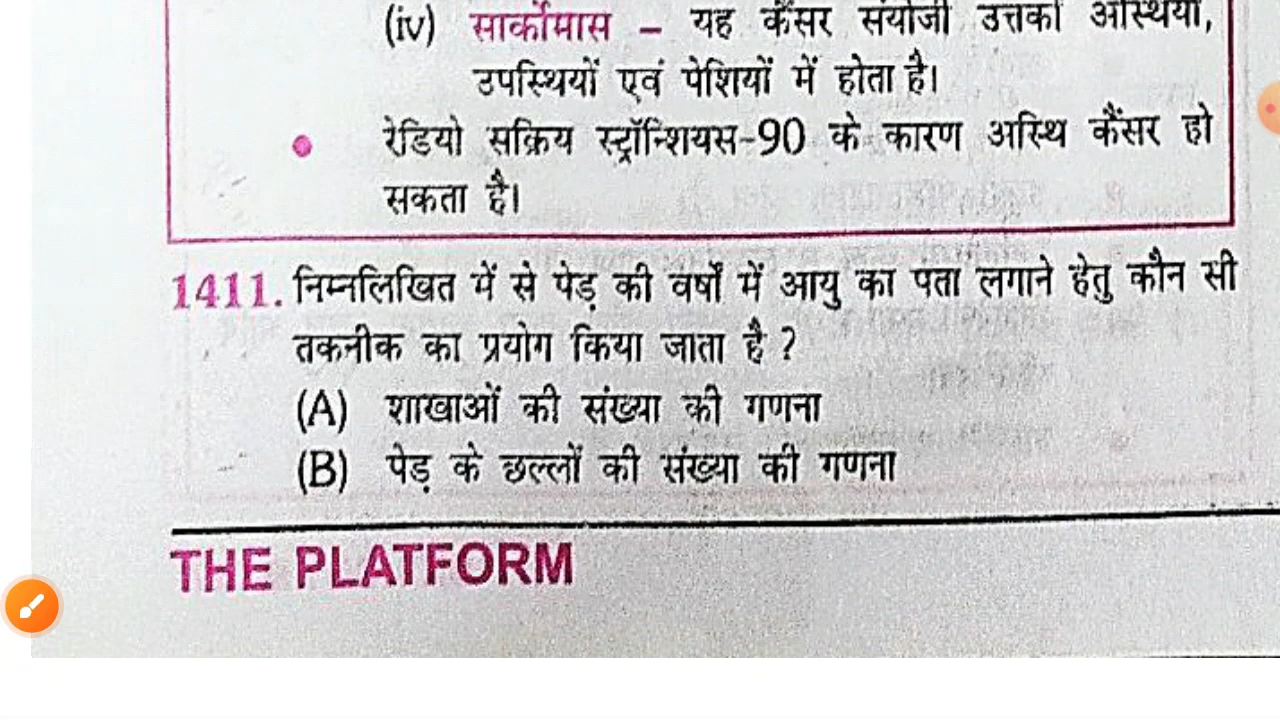 (iv) सार्कोमास – यह कैंसर संयोजी उत्तकों अस्थियों,
उपस्थियों एवं पेशियों में होता है।
• रेडियो सक्रिय स्ट्रॉन्शियस-90 के कारण अस्थि कैंसर हो
सकता है।
1411. निम्नलिखित में से पेड़ की वर्षों में आयु का पता लगाने हेतु कौन सी
तकनीक का प्रयोग किया जाता है ?
(A) शाखाओं की संख्या की गणना
(B) पेड़ के छल्लों की संख्या की गणना
THE PLATFORM